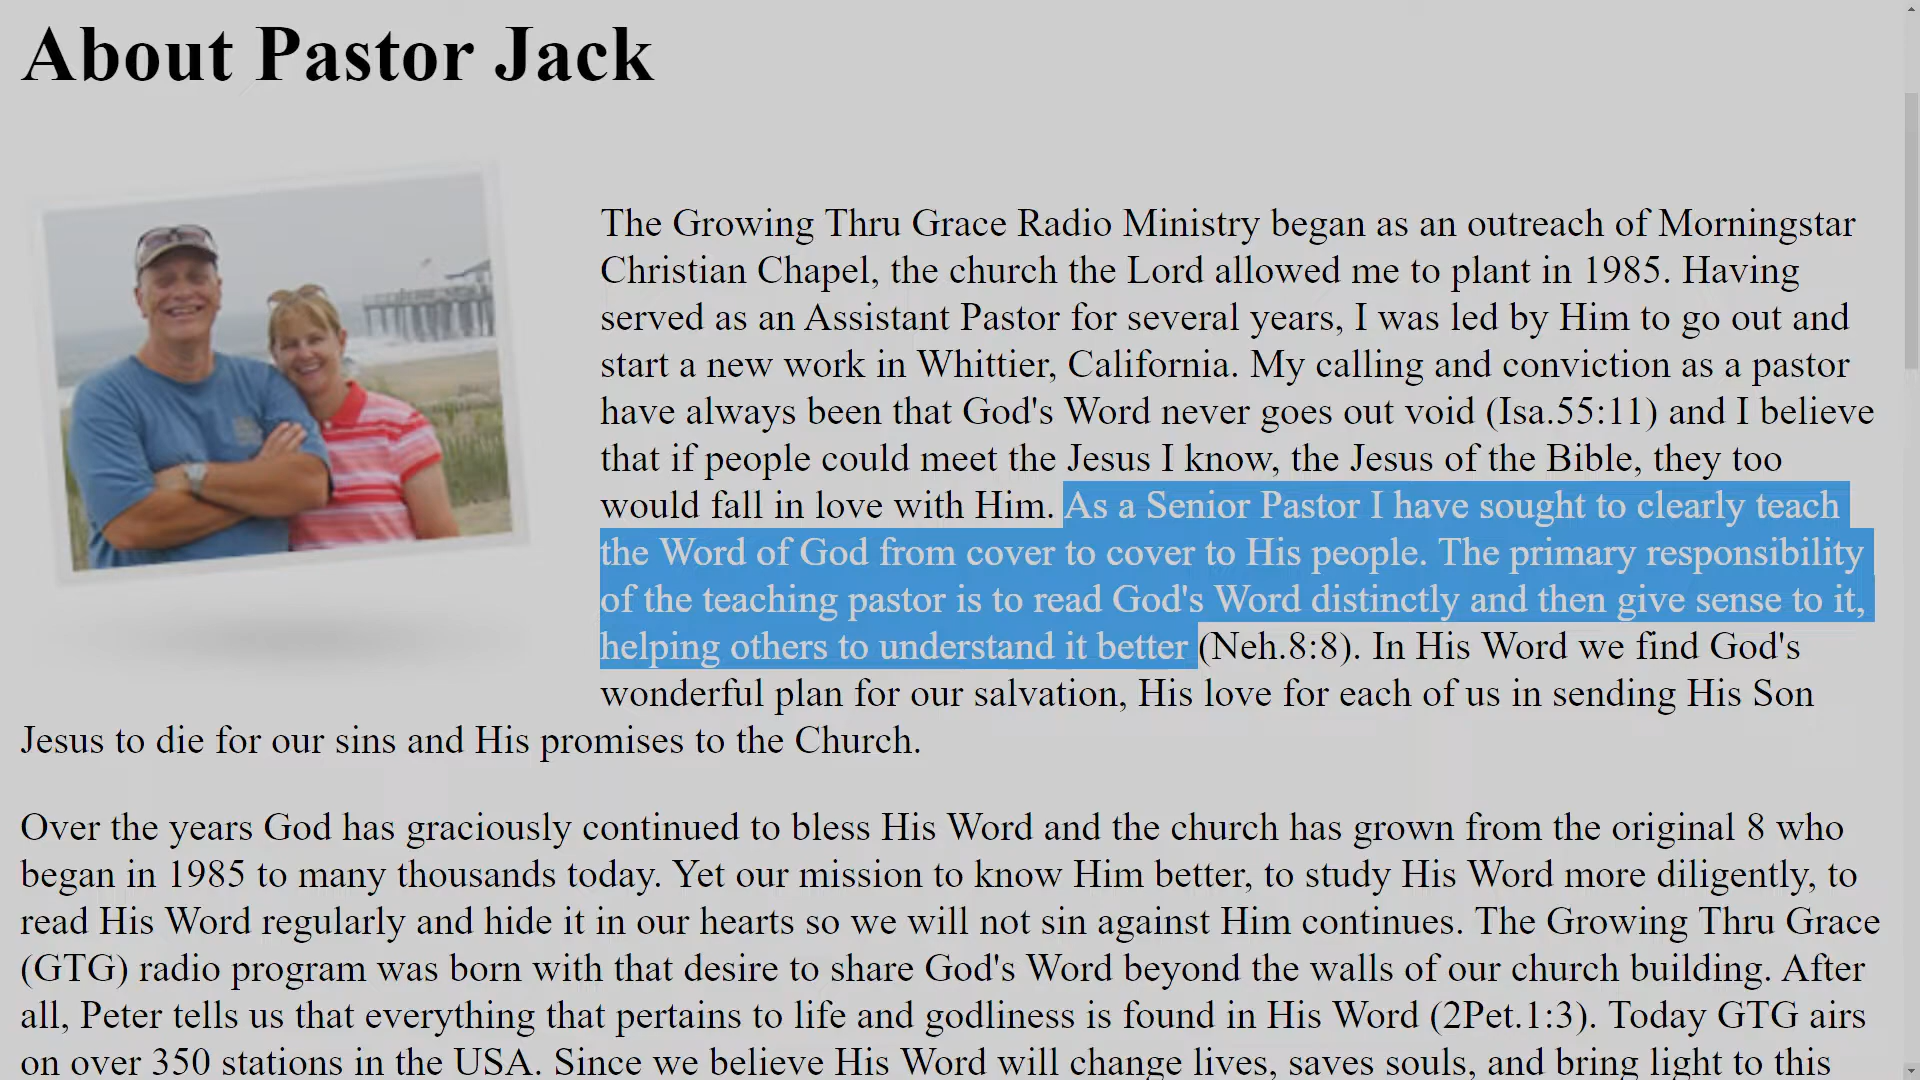 About Pastor Jack
The Growing Thru Grace Radio Ministry began as an outreach of Morningstar
Christian Chapel, the church the Lord allowed me to plant in 1985. Having
served as an Assistant Pastor for several years, I was led by Him to go out and
start a new work in Whittier, California. My calling and conviction as a pastor
have always been that God's Word never goes out void (Isa.55:11) and I believe
that if people could meet the Jesus I know, the Jesus of the Bible, they too
would fall in love with Him. As a Senior Pastor I have sought to clearly teach
the Word of God from cover to cover to His people. The primary responsibility
of the teaching pastor is to read God's Word distinctly and then give sense to it,
helping others to understand it better (Neh.8:8). In His Word we find God's
wonderful plan for our salvation, His love for each of us in sending His Son
Jesus to die for our sins and His promises to the Church.
Over the years God has graciously continued to bless His Word and the church has grown from the original 8 who
began in 1985 to many thousands today. Yet our mission to know Him better, to study His Word more diligently, to
read His Word regularly and hide it in our hearts so we will not sin against Him continues. The Growing Thru Grace
(GTG) radio program was born with that desire to share God's Word beyond the walls of our church building. After
all, Peter tells us that everything that pertains to life and godliness is found in His Word (2Pet.1:3). Today GTG airs
on over 350 stations in the USA. Since we believe His Word will change lives, saves souls, and bring light to this